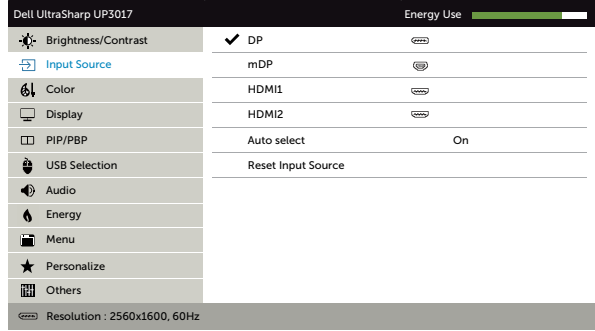 Dell UltraSharp UP3017 Energy Use
Brightness/Contrast DP
Input Source mDP
Color HDMI1
Display HDMI2
PIP/PBP Auto select On
USB Selection Reset Input Source
Audio
Energy
Menu
Personalize
Others
Resolution : 2560x1600, 60Hz